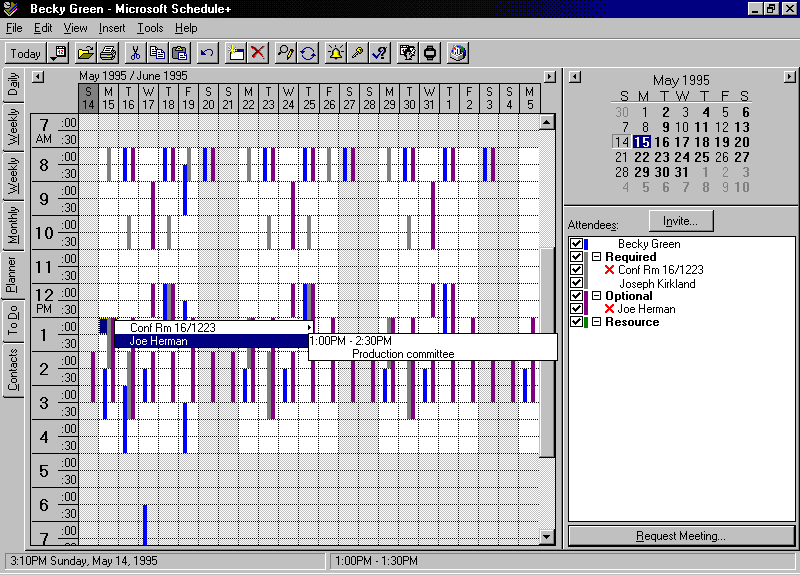 Becky Green - Microsoft Schedule+
File Edit View Insert Tools Help
Today
Daily
Weekly
Weekly
Monthly
Planner
To Do
Contacts
May 1995 / June 1995
S M T W T F S S M T W T F S S M T W T F S S M
14 15 16 17 18 19 20 21 22 23 24 25 26 27 28 29 30 31 1 2 3 4 5
7 :00
AM :30
8 :00
:30
9 :00
:30
10 :00
:30
11 :00
:30
12 :00
PM :30
1 :00
:30
2 :00
:30
3 :00
:30
4 :00
:30
5 :00
:30
6 :00
:30
7 :00
Conf Rm 16/1223
Joe Herman
1:00PM - 2:30PM
Production committee
May 1995
S M T W T F S
30 1 2 3 4 5 6
7 8 9 10 11 12 13
14 15 16 17 18 19 20
21 22 23 24 25 26 27
28 29 30 31 1 2 3
4 5 6 7 8 9 10
Attendees:
Invite...
Becky Green
Required
Conf Rm 16/1223
Joseph Kirkland
Optional
Joe Herman
Resource
Request Meeting...
3:10PM Sunday, May 14, 1995
1:00PM - 1:30PM